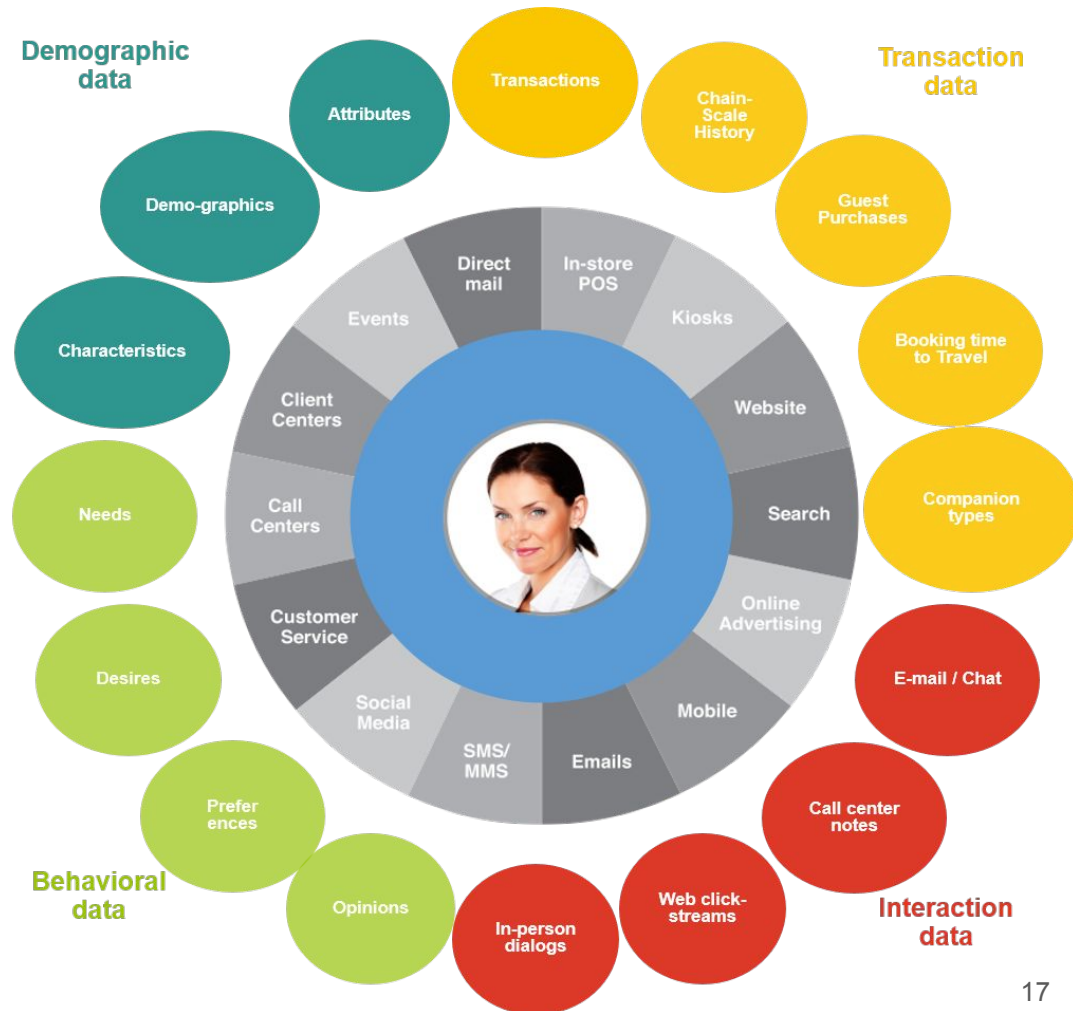 Demographic
data
Transaction
data
Transactions
Chain-
Scale
History
Guest
Purchases
Booking time
to Travel
Companion
types
E-mail / Chat
Call center
notes
Web click-
streams
In-person
dialogs
Interaction
data
Opinions
Prefer
ences
Desires
Needs
Behavioral
data
Characteristics
Demo-graphics
Attributes
Direct
mail
In-store
POS
Kiosks
Website
Search
Online
Advertising
Mobile
Emails
SMS/
MMS
Social
Media
Customer
Service
Call
Centers
Client
Centers
Events
17